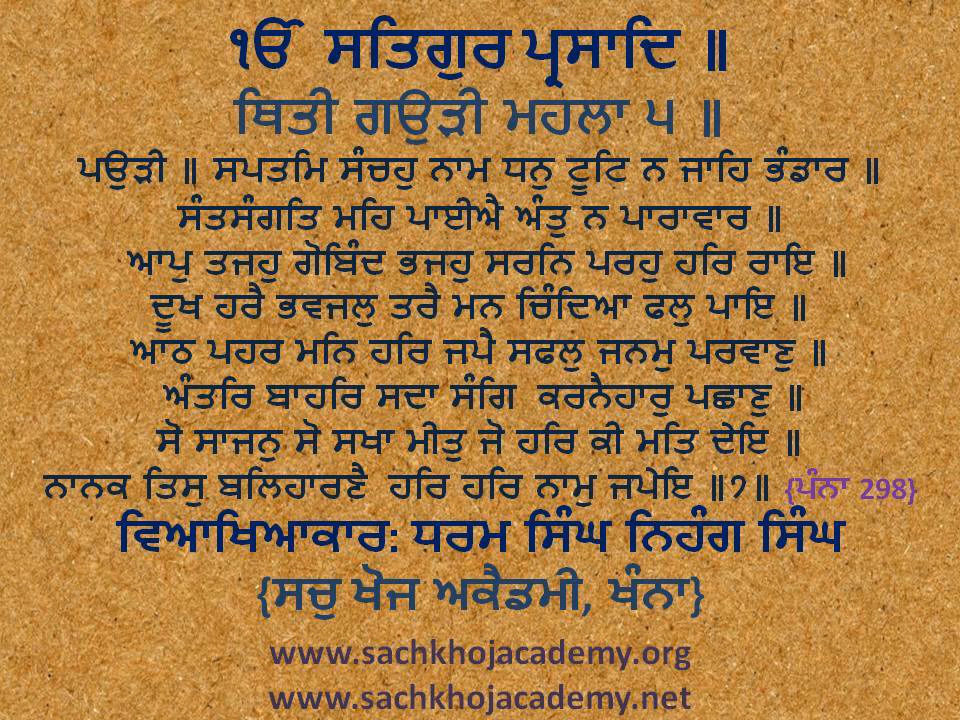 ੴ ਸਤਿਗੁਰ ਪ੍ਰਸਾਦਿ ॥
ਥਿਤੀ ਗਉੜੀ ਮਹਲਾ ੫ ॥
ਪਉੜੀ ॥ ਸਪਤਮਿ ਸੰਚਹੁ ਨਾਮ ਧਨੁ ਟੂਟਿ ਨ ਜਾਹਿ ਭੰਡਾਰ ॥
ਸੰਤਸੰਗਤਿ ਮਹਿ ਪਾਈਐ ਅੰਤੁ ਨ ਪਾਰਾਵਾਰ ॥
ਆਪੁ ਤਜਹੁ ਗੋਬਿੰਦ ਭਜਹੁ ਸਰਨਿ ਪਰਹੁ ਹਰਿ ਰਾਇ ॥
ਦੂਖ ਹਰੈ ਭਵਜਲੁ ਤਰੈ ਮਨ ਚਿੰਦਿਆ ਫਲੁ ਪਾਇ ॥
ਆਠ ਪਹਰ ਮਨਿ ਹਰਿ ਜਪੈ ਸਫਲੁ ਜਨਮੁ ਪਰਵਾਣੁ ॥
ਅੰਤਰਿ ਬਾਹਰਿ ਸਦਾ ਸੰਗਿ ਕਰਨੈਹਾਰੁ ਪਛਾਣੁ ॥
ਸੋ ਸਾਜਨੁ ਸੋ ਸਖਾ ਮੀਤੁ ਜੋ ਹਰਿ ਕੀ ਮਤਿ ਦੇਇ ॥
ਨਾਨਕ ਤਿਸੁ ਬਲਿਹਾਰਣੈ ਹਰਿ ਹਰਿ ਨਾਮੁ ਜਪੇਇ ॥੭॥ {ਪੰਨਾ 298}
ਵਿਆਖਿਆਕਾਰ: ਧਰਮ ਸਿੰਘ ਨਿਹੰਗ ਸਿੰਘ
{ਸਚੁ ਖੋਜ ਅਕੈਡਮੀ, ਖੰਨਾ}
www.sachkhojacademy.org
www.sachkhojacademy.net